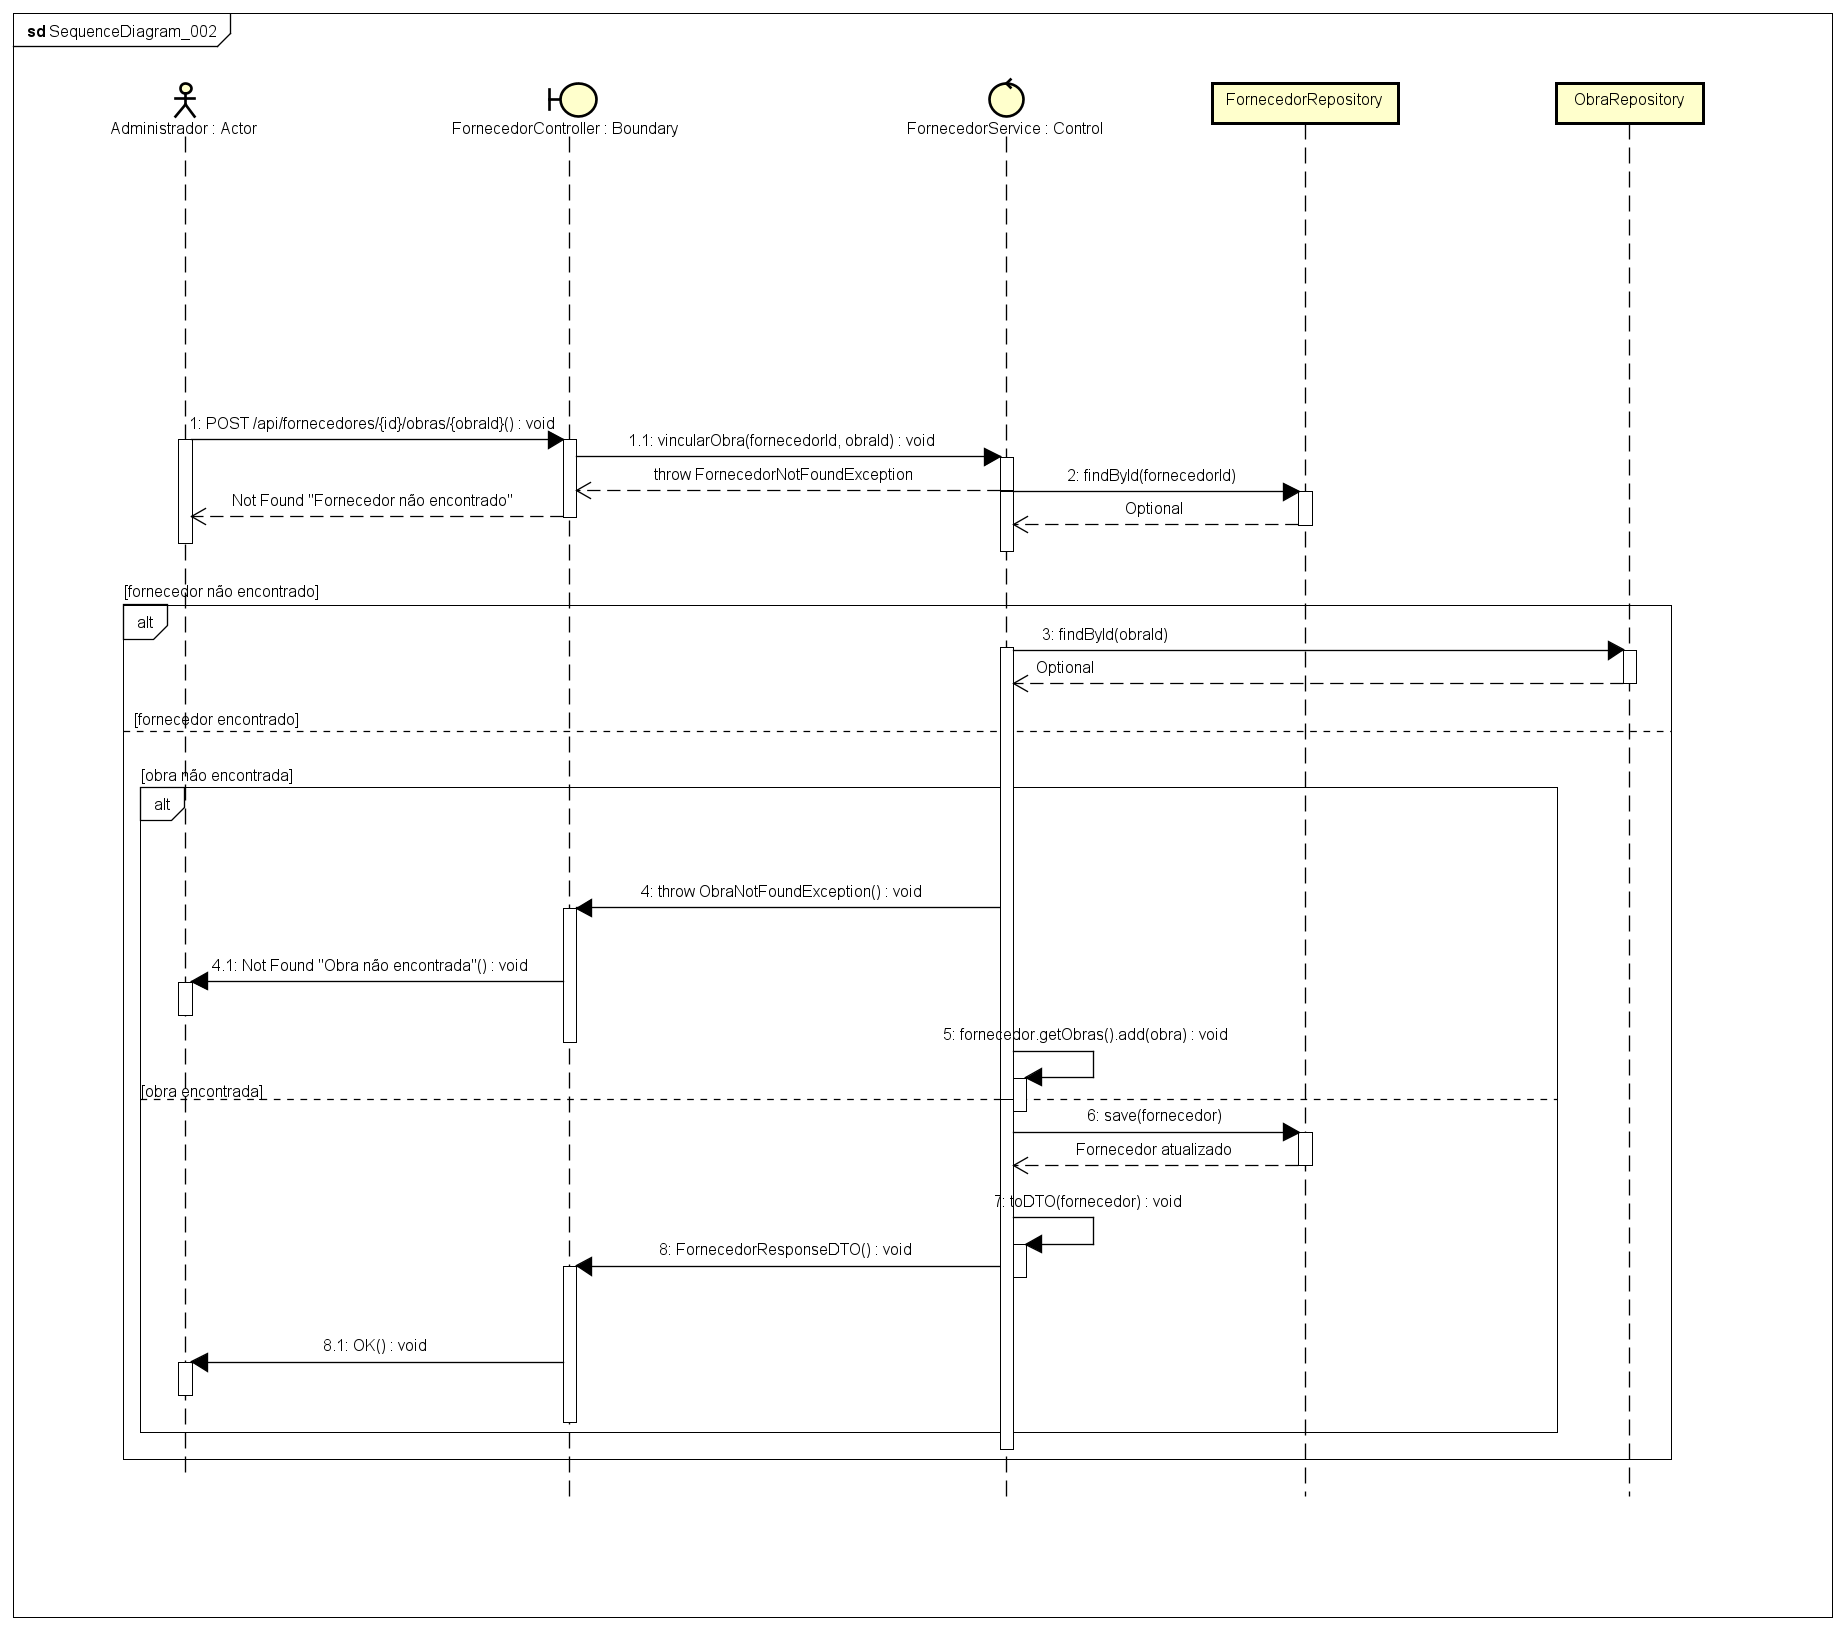 sd SequenceDiagram_002
Administrador : Actor
FornecedorController : Boundary
FornecedorService : Control
FornecedorRepository
ObraRepository
1: POST /api/fornecedores/{id}/obras/{obraId}() : void
1.1: vincularObra(fornecedorId, obraId) : void
throw FornecedorNotFoundException
2: findById(fornecedorId)
Not Found "Fornecedor não encontrado"
Optional
[fornecedor não encontrado]
alt
3: findById(obraId)
Optional
[fornecedor encontrado]
[obra não encontrada]
alt
4: throw ObraNotFoundException() : void
4.1: Not Found "Obra não encontrada"() : void
5: fornecedor.getObras().add(obra) : void
[obra encontrada]
6: save(fornecedor)
Fornecedor atualizado
7: toDTO(fornecedor) : void
8: FornecedorResponseDTO() : void
8.1: OK() : void